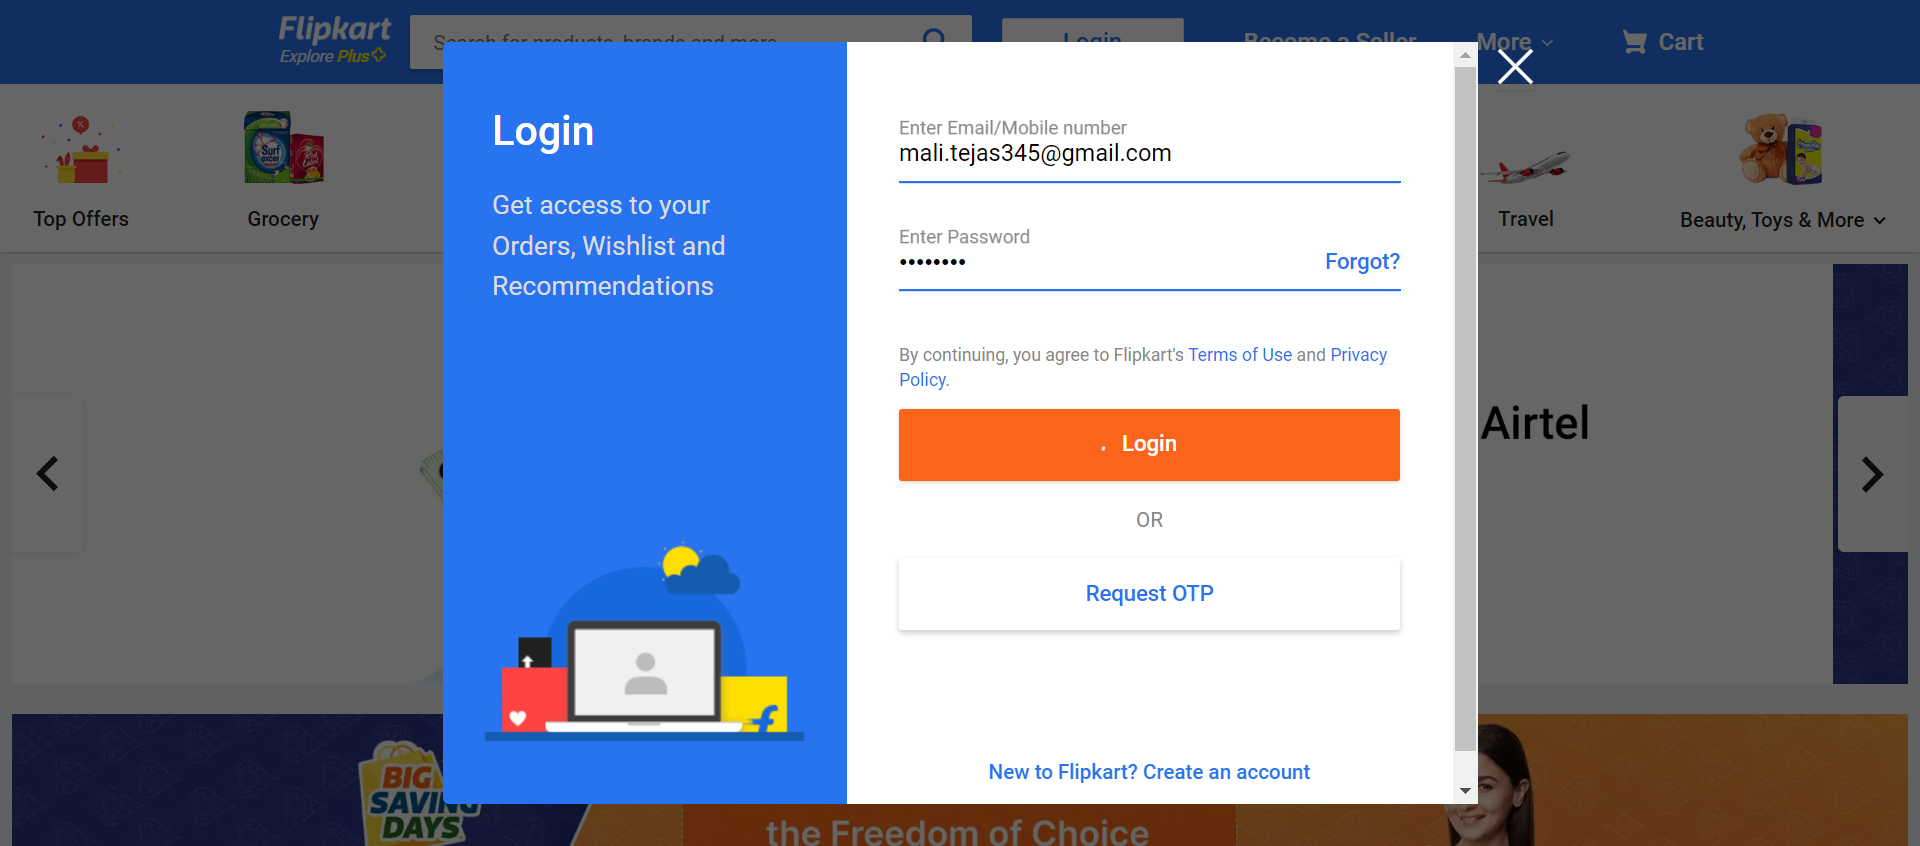 Flipkart
Explore Plus
Search for products, brands and more
Login
Become a Seller
More
Cart
Top Offers
Grocery
Travel
Beauty, Toys & More
Login
Get access to your
Orders, Wishlist and
Recommendations
Enter Email/Mobile number
mali.tejas345@gmail.com
Enter Password
••••••••
Forgot?
By continuing, you agree to Flipkart's Terms of Use and Privacy
Policy.
Login
OR
Request OTP
New to Flipkart? Create an account
Airtel
Surf
excel
BIG
SAVING
DAYS
the Freedom of Choice